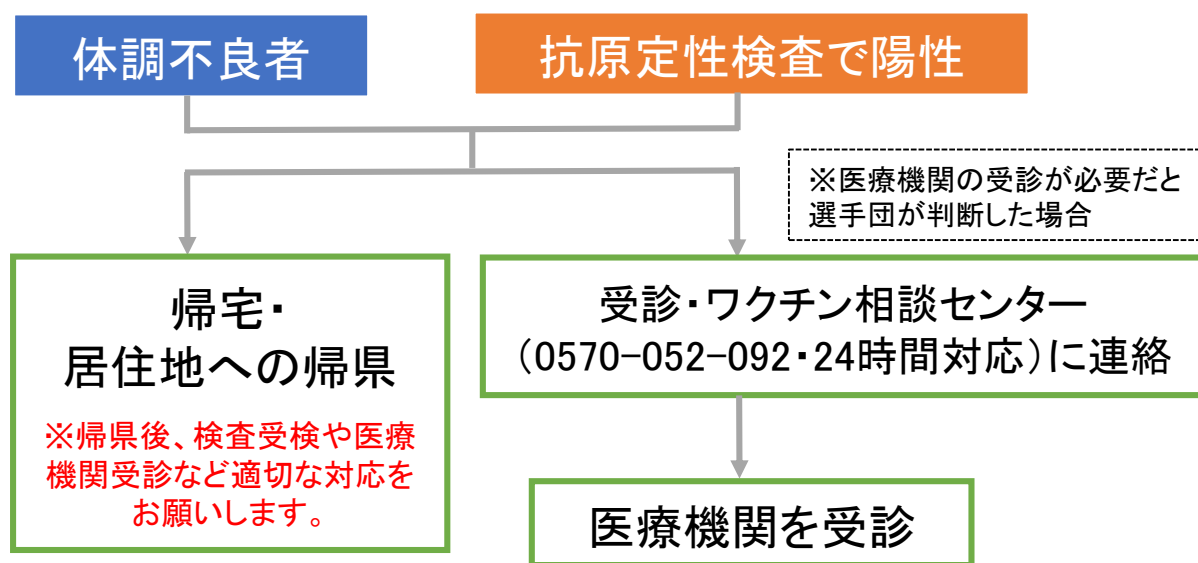 体調不良者
抗原定性検査で陽性
※医療機関の受診が必要だと
選手団が判断した場合
帰宅・
居住地への帰県
※帰県後、検査受検や医療
機関受診など適切な対応を
お願いします。
受診・ワクチン相談センター
（0570-052-092・24時間対応）に連絡
医療機関を受診